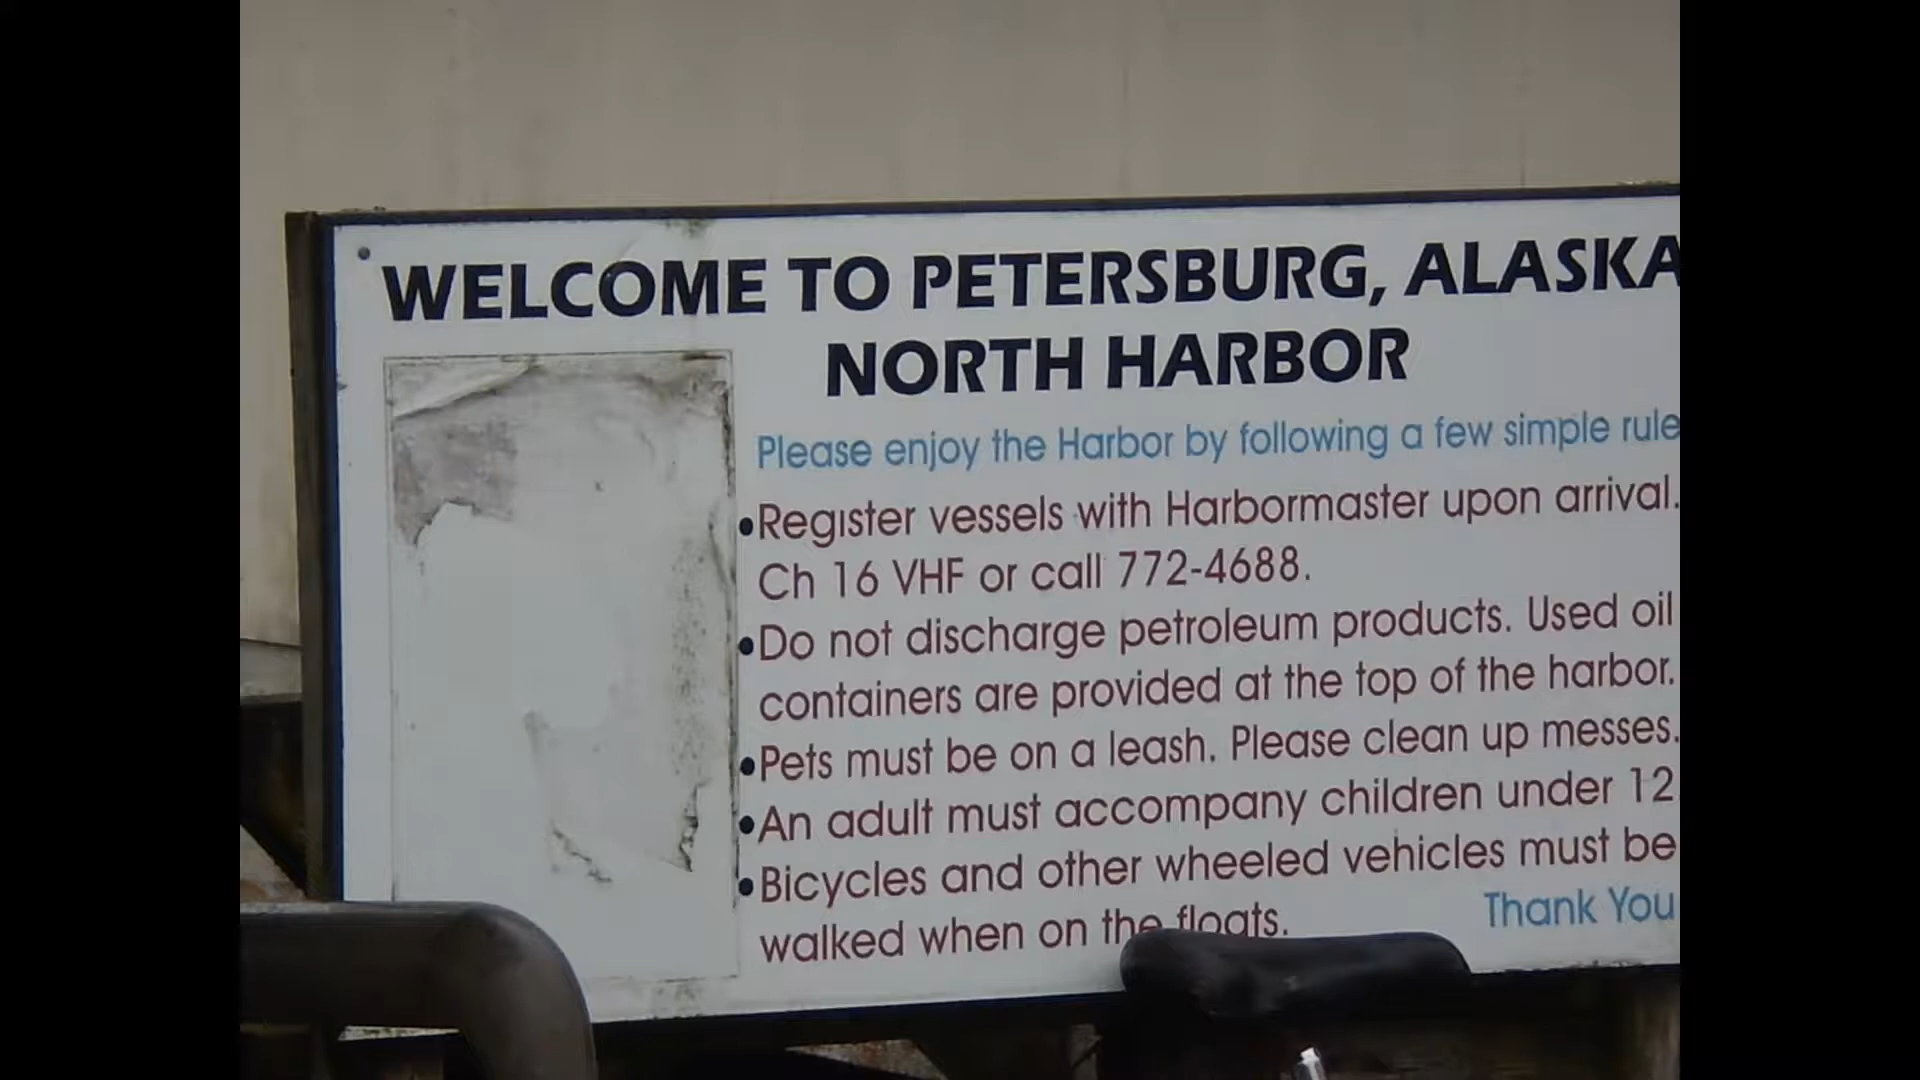 WELCOME TO PETERSBURG, ALASKA
NORTH HARBOR
Please enjoy the Harbor by following a few simple rule
•Register vessels with Harbormaster upon arrival.
Ch 16 VHF or call 772-4688.
•Do not discharge petroleum products. Used oil
containers are provided at the top of the harbor.
•Pets must be on a leash. Please clean up messes.
•An adult must accompany children under 12
•Bicycles and other wheeled vehicles must be
walked when on the floats.
Thank You